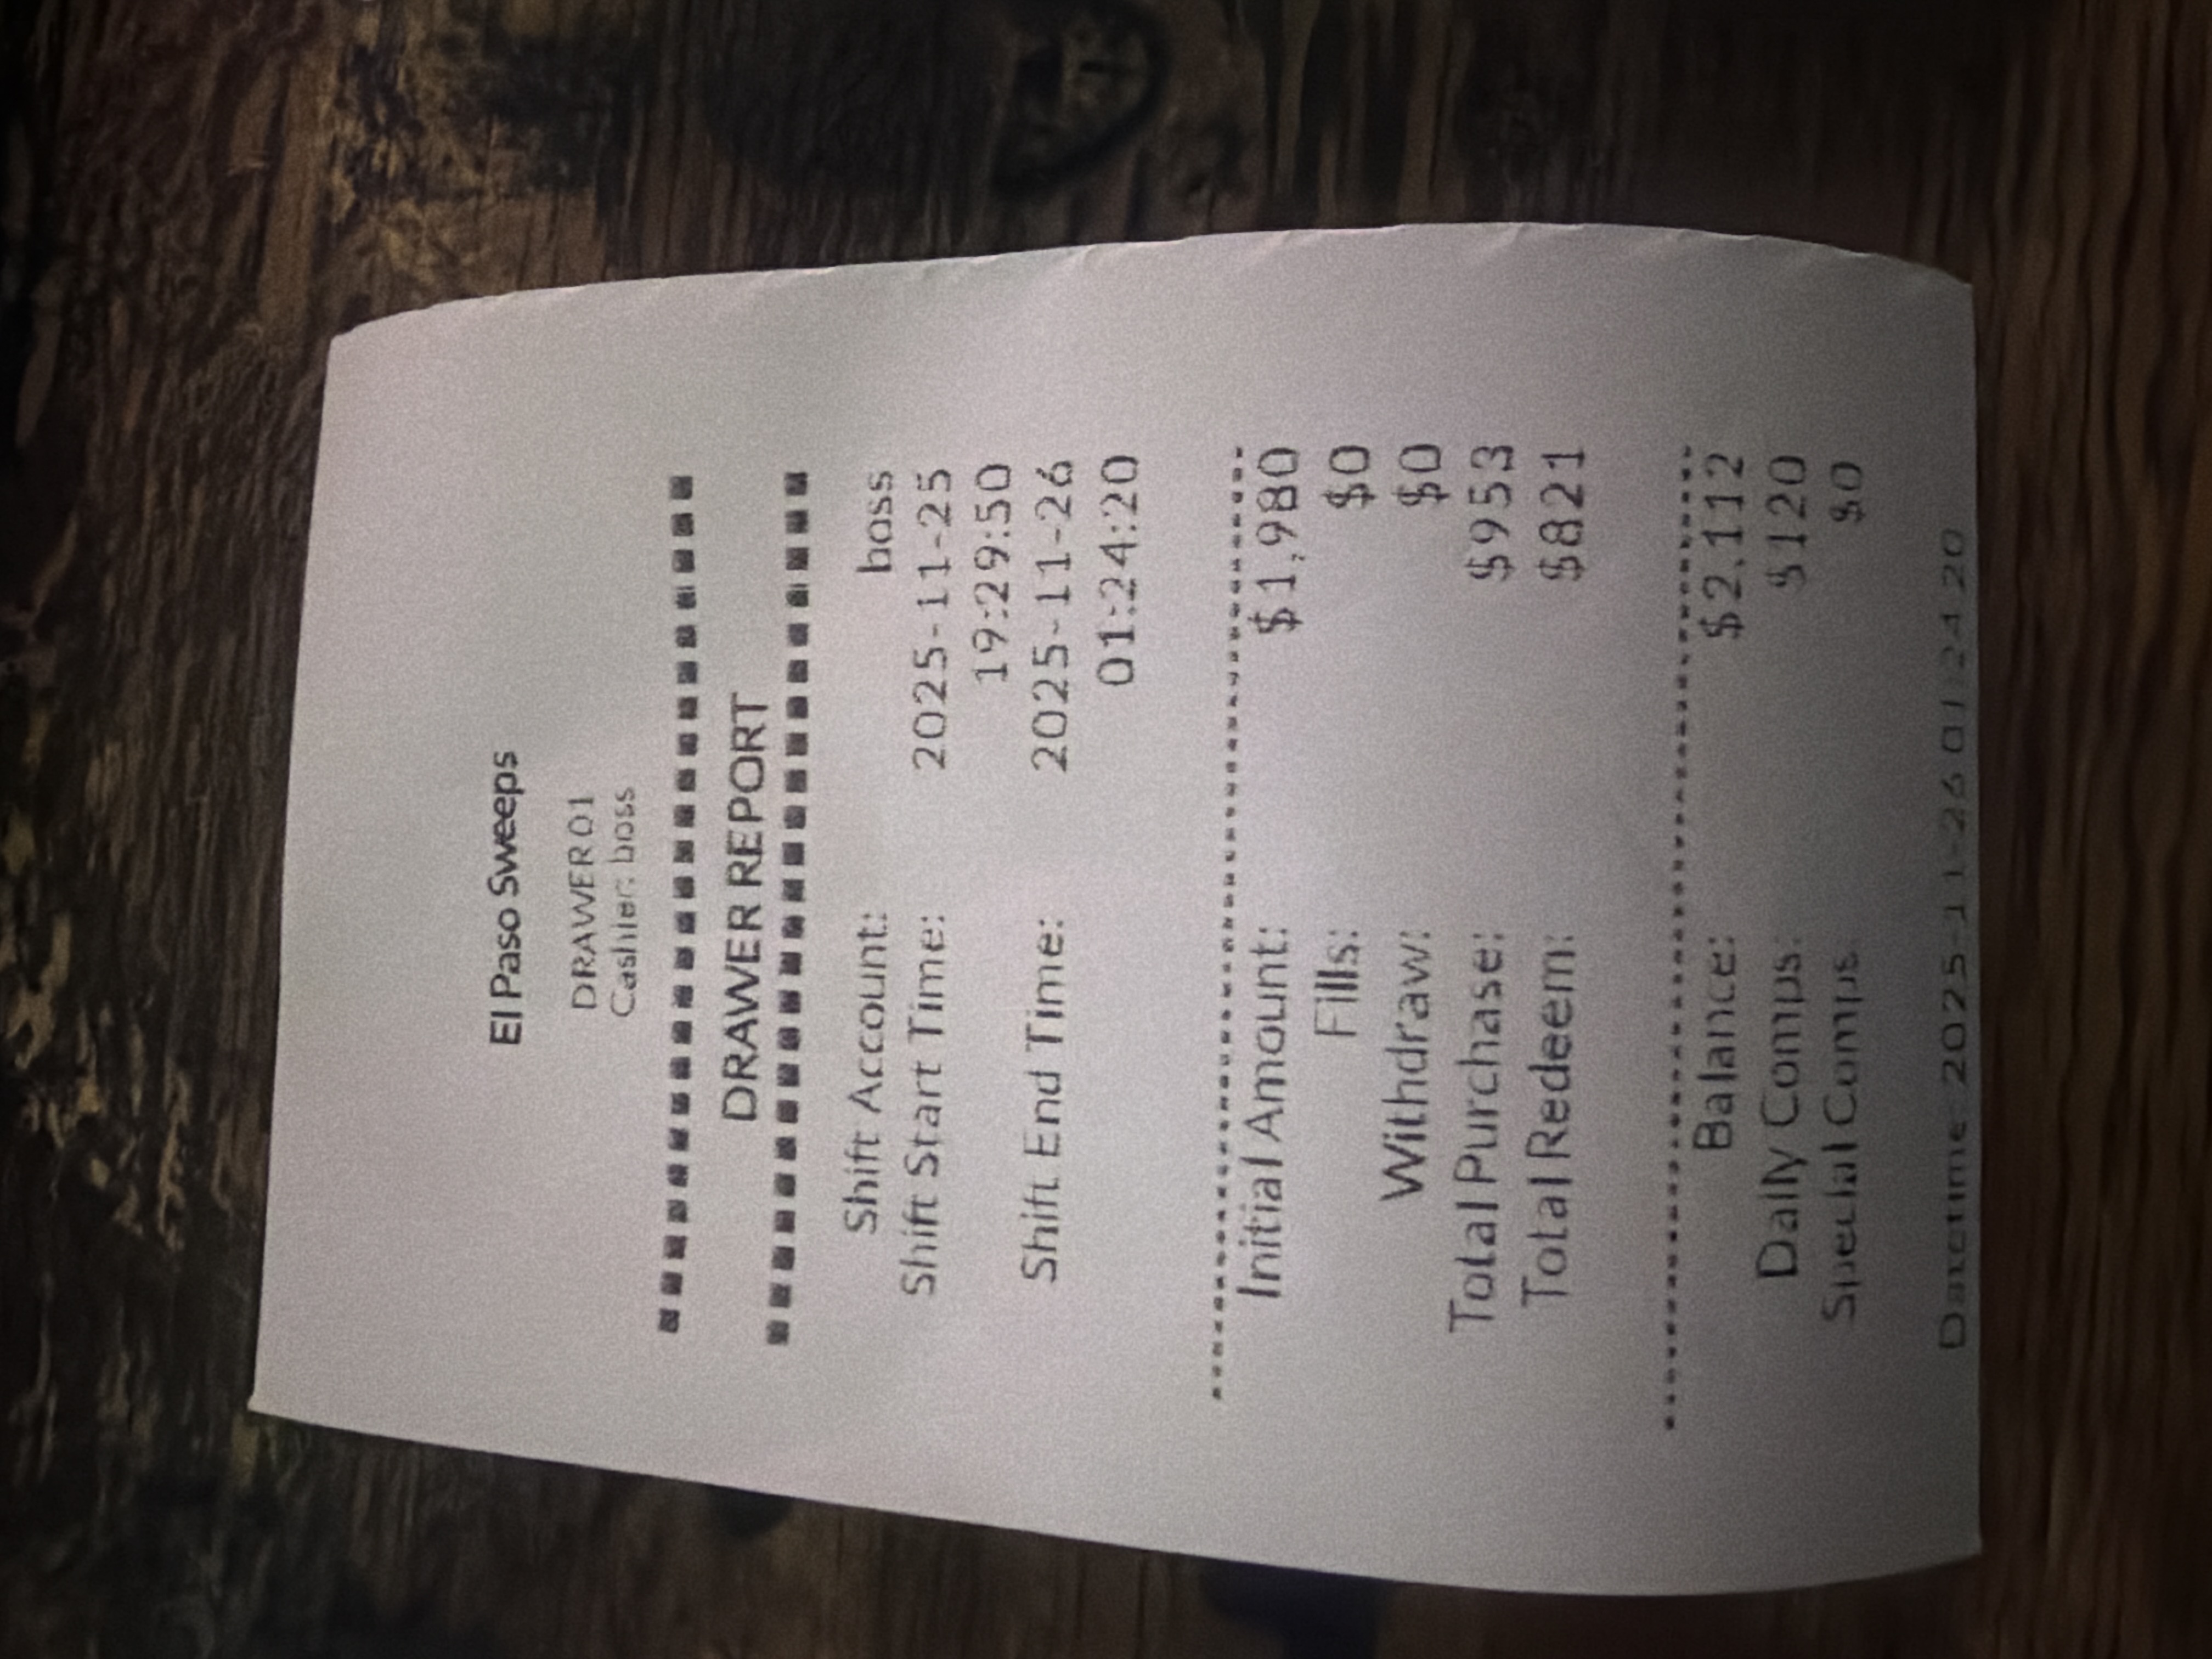 El Paso Sweeps
DRAWER 01
Cashier: boss
DRAWER REPORT
Shift Account: boss
Shift Start Time: 2025-11-25
19:29:50
Shift End Time: 2025-11-26
01:24:20
Initial Amount: $1,980
Fills: $0
Withdraw: $0
Total Purchase: $953
Total Redeem: $821
Balance: $2,112
Daily Comps: $120
Special Comps $0
Datetime: 2025-11-26 01:24:20